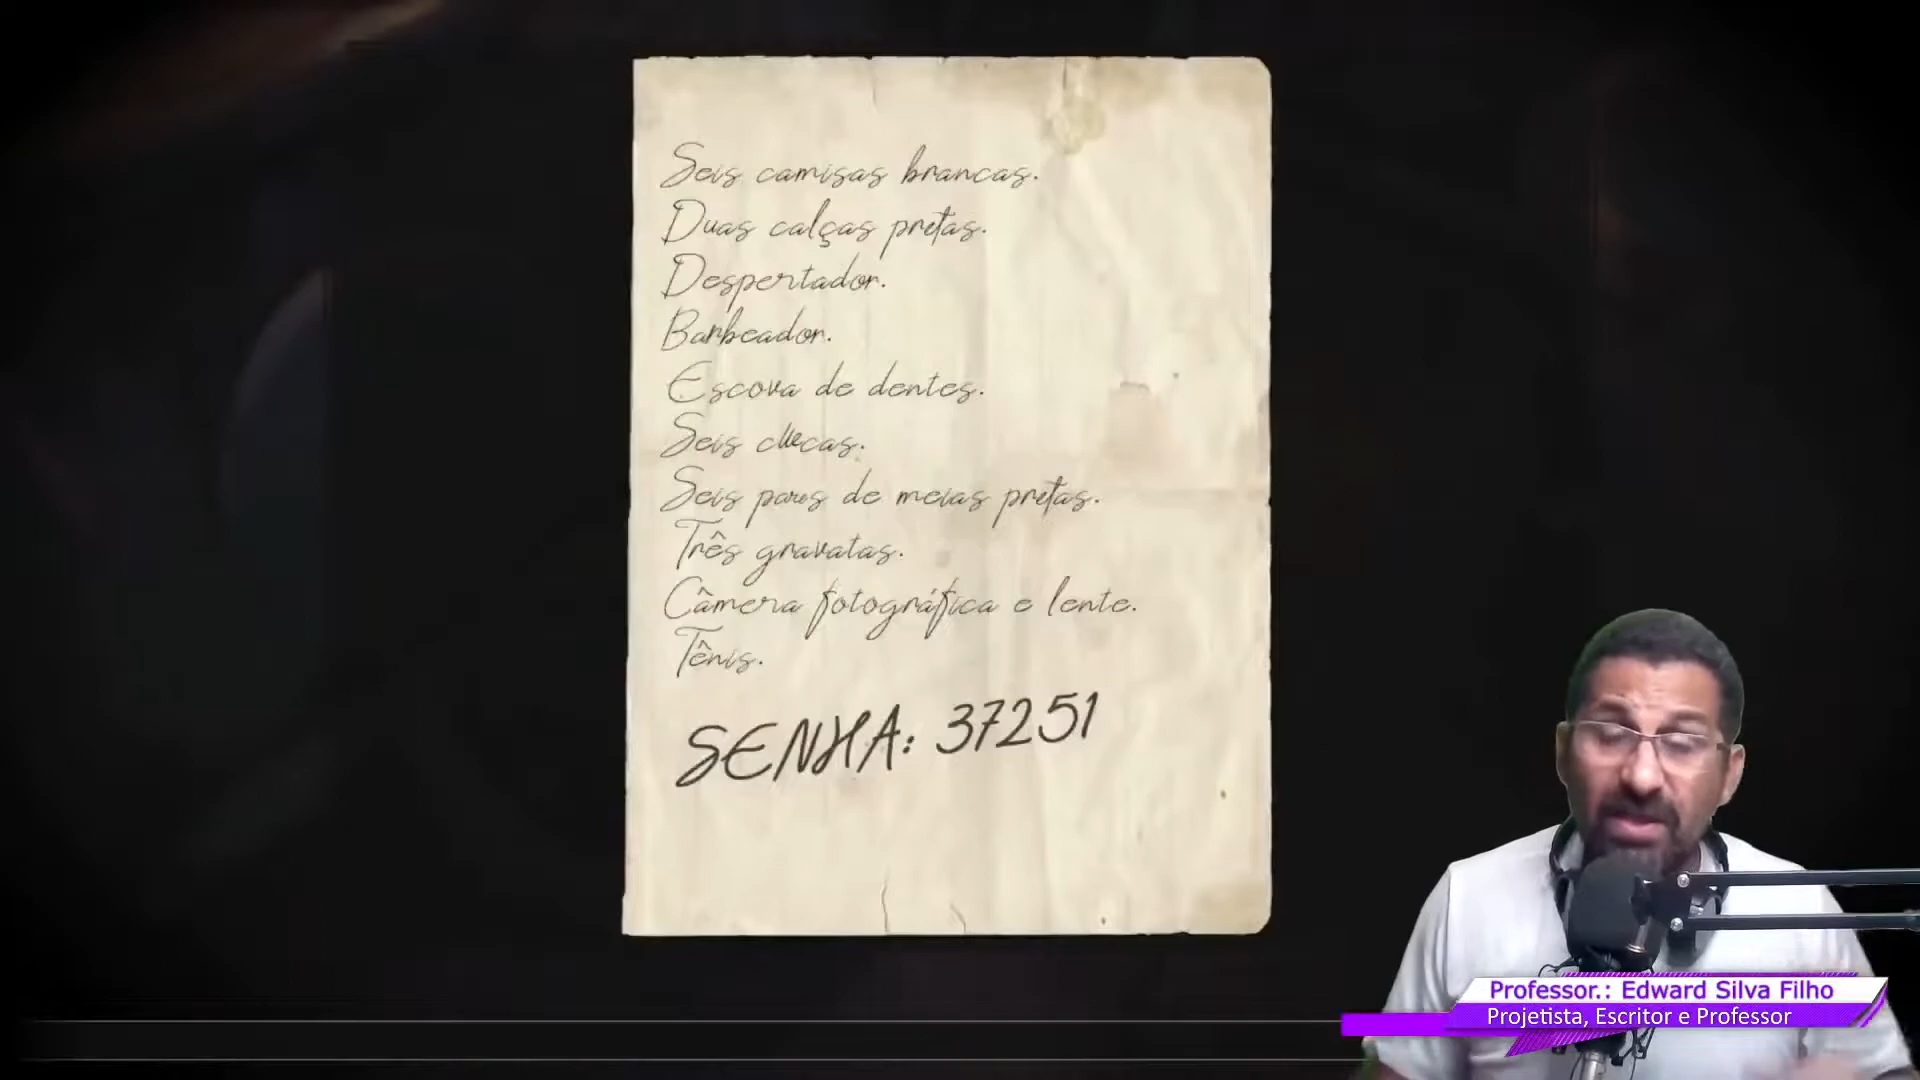 Seis camisas brancas.
Duas calças pretas.
Despertador.
Barbeador.
Escova de dentes.
Seis cuecas.
Seis pares de meias pretas.
Três gravatas.
Câmera fotográfica e lente.
Tênis.
SENHA: 37251
Professor.: Edward Silva Filho
Projetista, Escritor e Professor